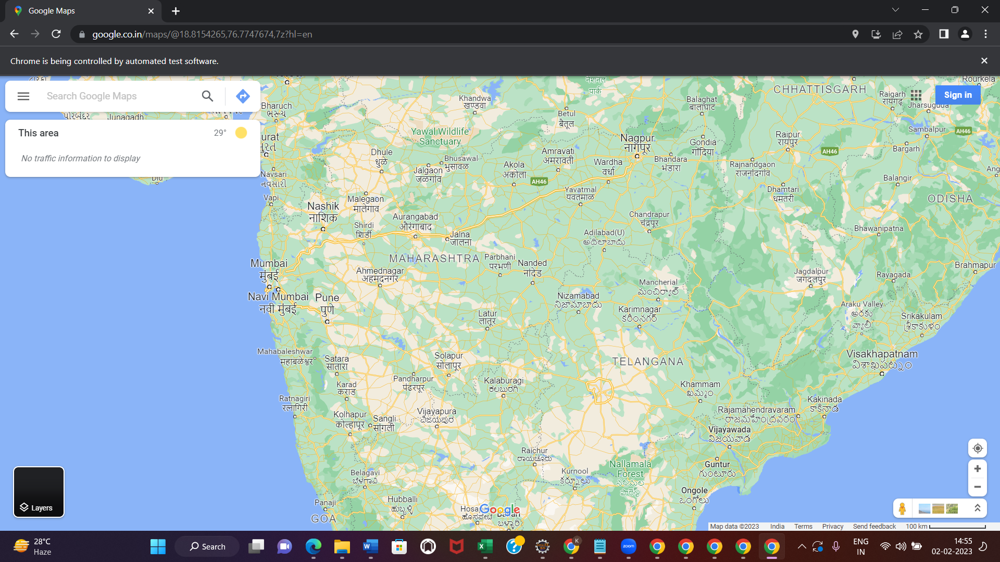 Google Maps
google.co.in/maps/@18.8154265,76.7747674,7z?hl=en
Chrome is being controlled by automated test software.
Search Google Maps
Sign in
This area
29°
No traffic information to display
પોરબંદર
Junagadh
Diu
Bharuch
ભરૂચ
Khandwa
खण्डवा
Betul
बैतूल
नेशनल
पार्क
Balaghat
बालाघाट
CHHATTISGARH
Raigarh
रायगढ़
Rourkela
Jharsuguda
Sambalpur
AH46
Yawal Wildlife
Sanctuary
Nagpur
नागपूर
Gondia
गोंदिया
Raipur
रायपुर
AH46
Bargarh
Navsari
નવસારી
Dhule
धुळे
Bhusawal
भुसावळ
Jalgaon
जळगांव
Akola
अकोला
AH46
Amravati
अमरावती
Wardha
वर्धा
Bhandara
भंडारा
Rajnandgaon
राजनांदगांव
Balangir
Vapi
Malegaon
मालेगाव
Yavatmal
यवतमाळ
Dhamtari
धमतरी
ODISHA
Nashik
नाशिक
Shirdi
शिर्डी
Aurangabad
औरंगाबाद
Jalna
जालना
Chandrapur
चंद्रपूर
Adilabad(U)
అదిలాబాదు
Bhawanipatna
MAHARASHTRA
Parbhani
परभणी
Nanded
नांदेड
Mumbai
मुंबई
Ahmednagar
अहमदनगर
Jagdalpur
जगदलपुर
Rayagada
Brahmapur
Navi Mumbai
नवी मुंबई
Pune
पुणे
Mancherial
మంచిర్యాల్
Nizamabad
నిజామాబాదు
Karimnagar
కరీంనగర్
Araku Valley
అరకు
వ్యాలీ
Srikakulam
శ్రీకాకుళం
Latur
लातूर
Mahabaleshwar
महाबळेश्वर
Satara
सातारा
Solapur
सोलापूर
TELANGANA
Visakhapatnam
విశాఖపట్నం
Pandharpur
पंढरपूर
Kalaburagi
ಕಲಬುರಗಿ
Karad
कराड
Khammam
ఖమ్మం
Ratnagiri
रत्नागिरी
Kakinada
కాకినాడ
Kolhapur
कोल्हापूर
Sangli
सांगली
Vijayapura
ವಿಜಯಪುರ
Rajamahendravaram
రాజమహేంద్రవరం
Vijayawada
విజయవాడ
Raichur
ರಾಯಚೂರು
Nallamala
Forest
నల్లమల
ఫారెస్ట్
Guntur
గుంటూరు
Belagavi
ಬೆಳಗಾವಿ
Kurnool
కర్నూలు
Ongole
ఒంగోలు
Panaji
GOA
Hubballi
ಹುಬ್ಬಳ್ಳಿ
ಹೊಸಪೇಟೆ
Google
ಬಳ್ಳಾರಿ
Layers
Map data ©2023 India Terms Privacy Send feedback 100 km
28°C
Haze
Search
zoom
ENG
IN
14:55
02-02-2023